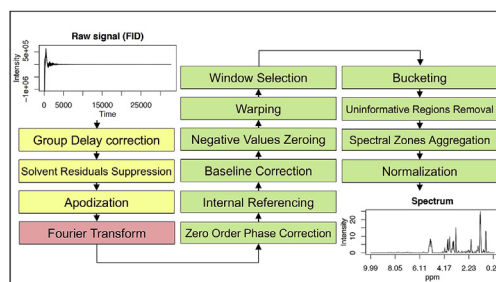 Raw signal (FID)
Intensity
-1e+06
5e+05
0
5000
15000
25000
Time
Group Delay correction
Solvent Residuals Suppression
Apodization
Fourier Transform
Window Selection
Warping
Negative Values Zeroing
Baseline Correction
Internal Referencing
Zero Order Phase Correction
Bucketing
Uninformative Regions Removal
Spectral Zones Aggregation
Normalization
Spectrum
Intensity
0
10
20
9.99
8.05
6.11
4.17
2.23
0.2
ppm